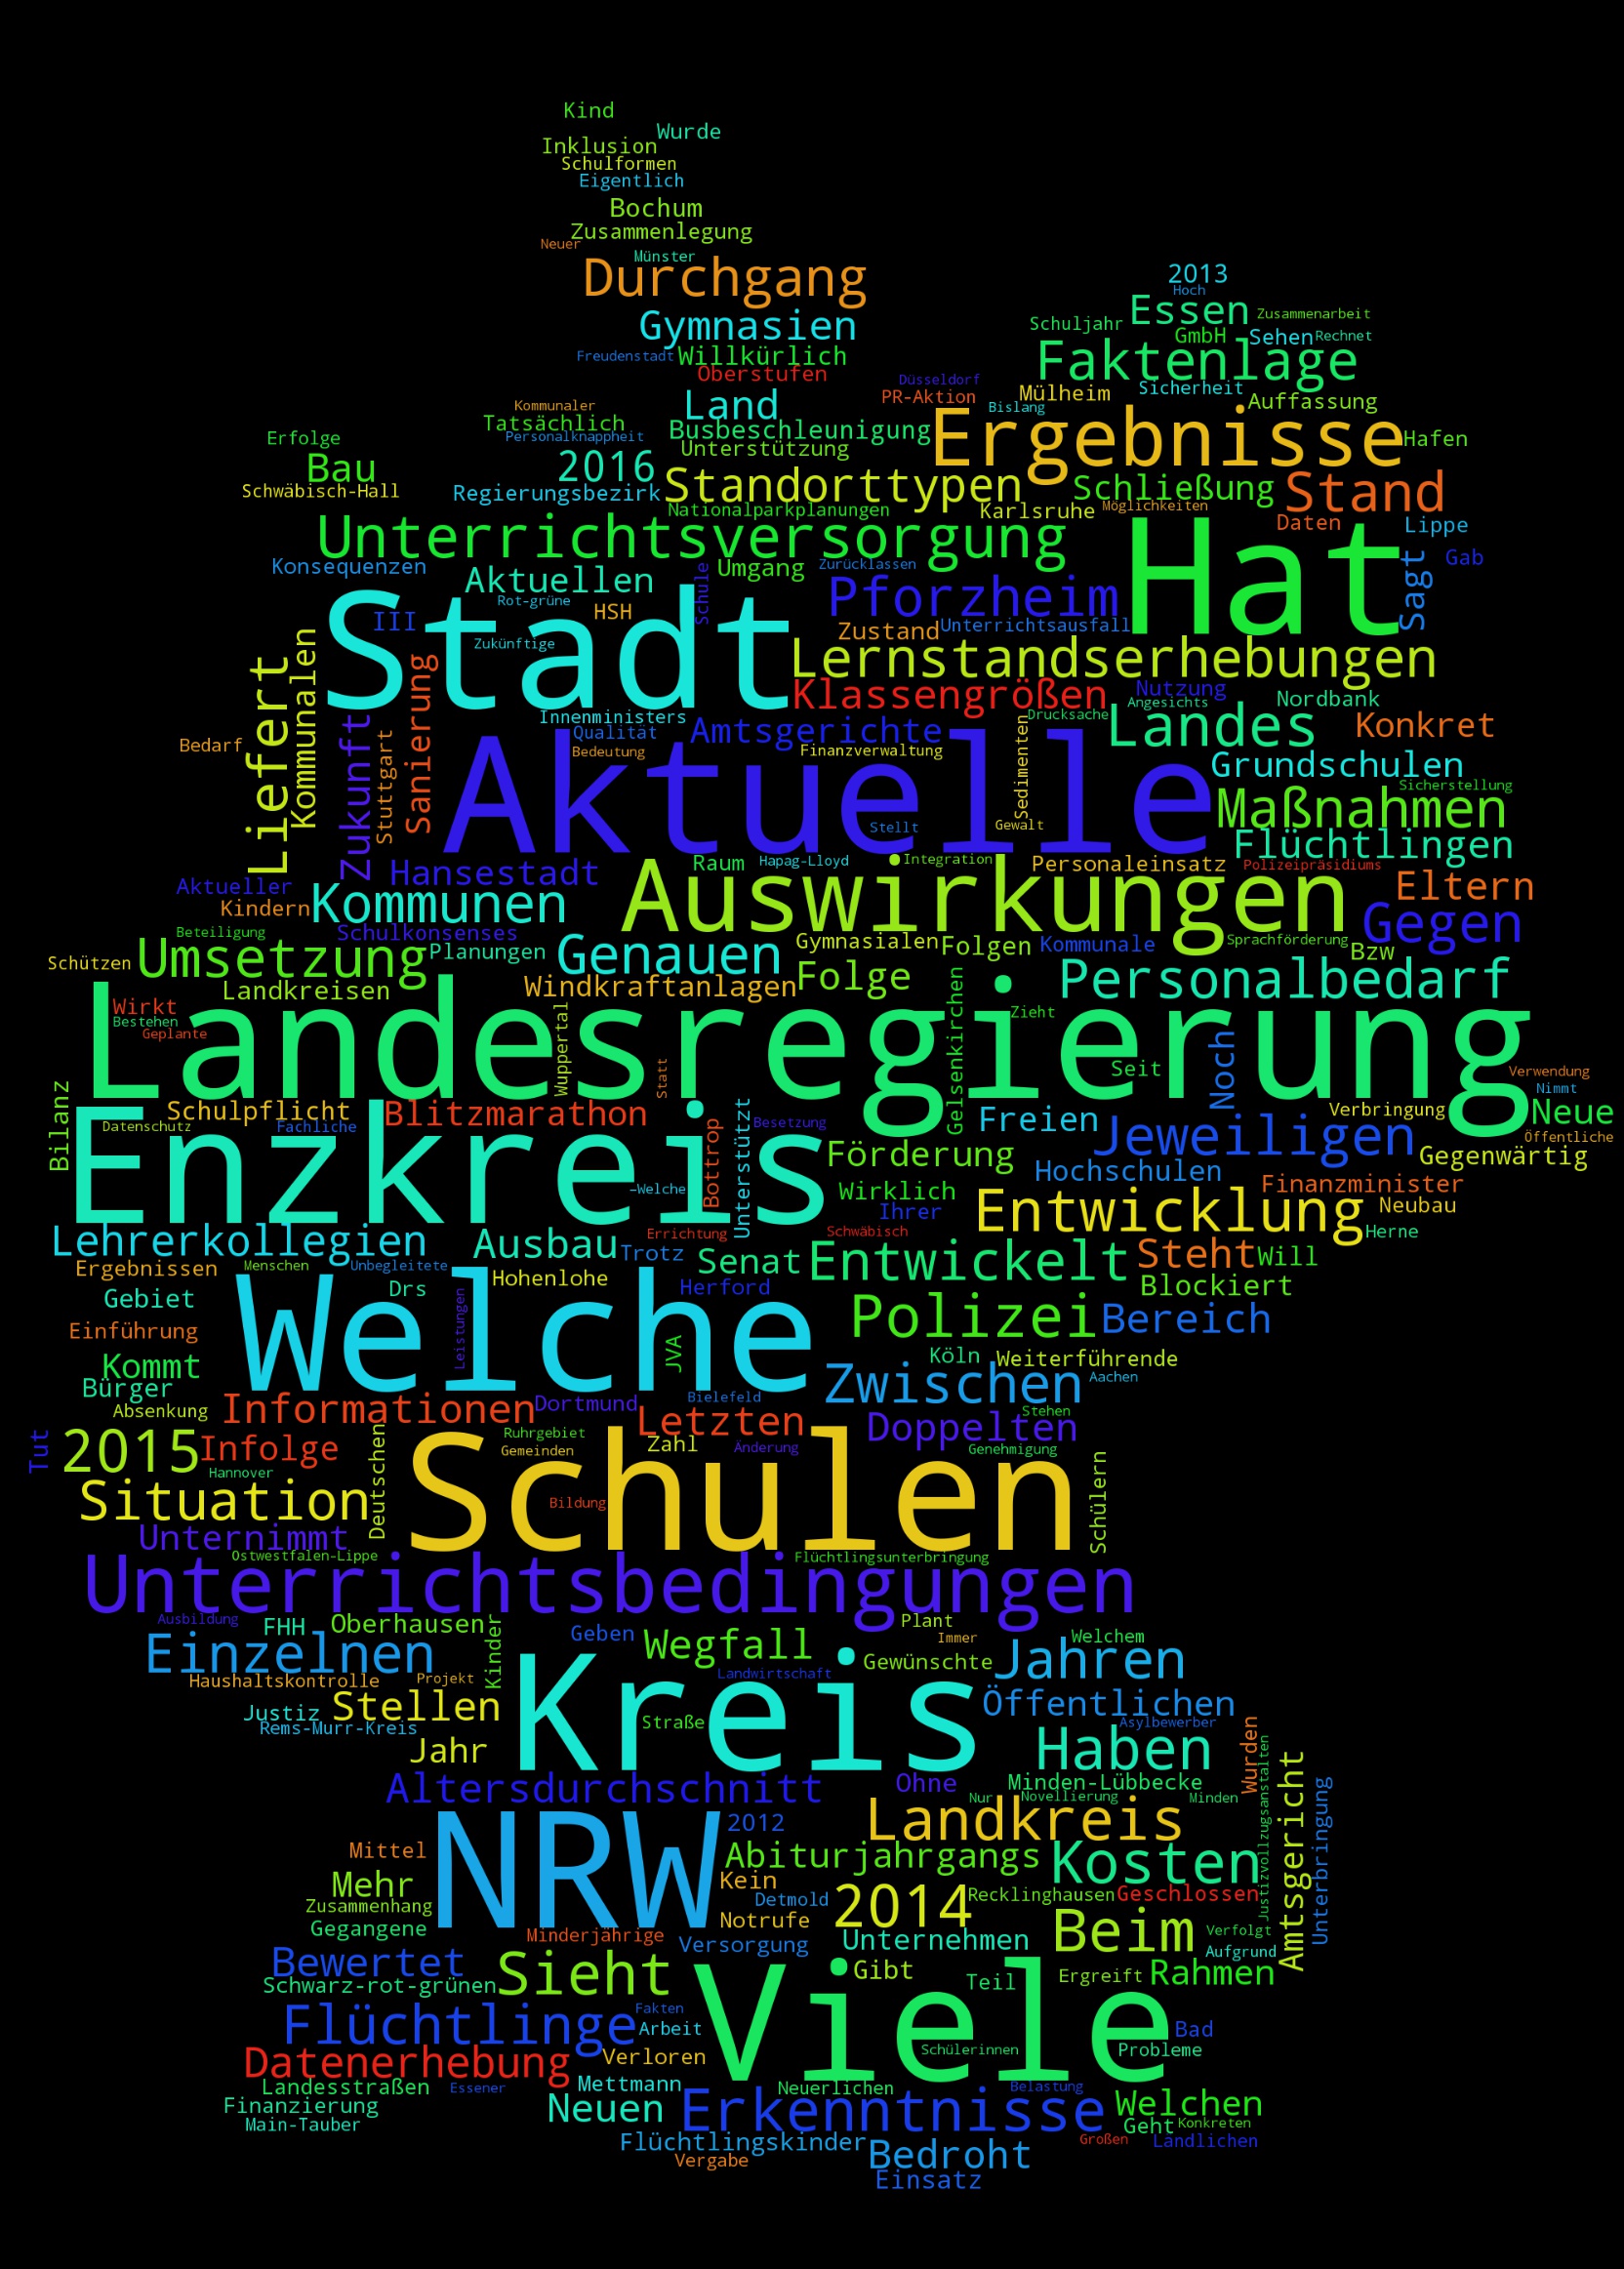 Kind
Wurde
Inklusion
Schulformen
Eigentlich
Bochum
Zusammenlegung
Neuer
Münster
Durchgang
2013
Hoch
Essen
Zusammenarbeit
Gymnasien
Schuljahr
GmbH
Sehen
Rechnet
Freudenstadt
Willkürlich
Faktenlage
Oberstufen
Düsseldorf
PR-Aktion
Mülheim
Sicherheit
Kommunaler
Land
Bislang
Auffassung
Tatsächlich
Busbeschleunigung
Ergebnisse
Hafen
Erfolge
Personalknappheit
Unterstützung
Bau
2016
Schwäbisch-Hall
Regierungsbezirk
Standorttypen
Schließung
Stand
Nationalparkplanungen
Karlsruhe
Möglichkeiten
Daten
Lippe
Unterrichtsversorgung
Hat
Konsequenzen
Aktuellen
Schule
Umgang
Zurücklassen
Sagt
Gab
Rot-grüne
HSH
Pforzheim
III
Stadt
Zukünftige
Zustand
Unterrichtsausfall
Liefert
Kommunalen
Sanierung
Lernstandserhebungen
Klassengrößen
Nutzung
Angesichts
Nordbank
Zukunft
Stuttgart
Innenministers
Qualität
Amtsgerichte
Drucksache
Landes
Konkret
Bedarf
Bedeutung
Finanzverwaltung
Sedimenten
Grundschulen
Aktuelle
Sicherstellung
Stellt
Gewalt
Maßnahmen
Flüchtlingen
Hansestadt
Raum
Hapag-Lloyd
Integration
Personaleinsatz
Polizeipräsidiums
Aktueller
Kindern
Kommunen
Auswirkungen
Eltern
Beteiligung
Schulkonsenses
Gegen
Schützen
Umsetzung
Planungen
Genauen
Gymnasialen
Folgen
Kommunale
Sprachförderung
Bzw
Landkreisen
Windkraftanlagen
Folge
Personalbedarf
Wirkt
Bestehen
Geplante
Landesregierung
Wuppertal
Statt
Gelsenkirchen
Zieht
Seit
Noch
Verwendung
Nimmt
Bilanz
Schulpflicht
Datenschutz
Fachliche
Blitzmarathon
Bottrop
Unterstützt
Besetzung
Freien
Jeweiligen
Verbringung
Neue
Öffentliche
Enzkreis
Förderung
Gegenwärtig
-Welche
Wirklich
Hochschulen
Finanzminister
Ihrer
Entwicklung
Neubau
Lehrerkollegien
Errichtung
Schwäbisch
Herne
Ausbau
Trotz
Senat
Entwickelt
Steht
Will
Ergebnissen
Menschen
Unbegleitete
Hohenlohe
Drs
Herford
Blockiert
Gebiet
Welche
Leistungen
JVA
Polizei
Bereich
Einführung
Kommt
Köln
Weiterführende
Bürger
Zwischen
Aachen
Absenkung
Informationen
Dortmund
Bielefeld
Letzten
Doppelten
Stehen
Tut
2015
Infolge
Deutschen
Ruhrgebiet
Gemeinden
Zahl
Änderung
Genehmigung
Hannover
Situation
Schulen
Bildung
Schülern
Unternimmt
Ostwestfalen-Lippe
Flüchtlingsunterbringung
Unterrichtsbedingungen
Ausbildung
FHH
Oberhausen
Kinder
Geben
Plant
Einzelnen
Wegfall
Immer
Welchem
Haushaltskontrolle
Projekt
Landwirtschaft
Gewünschte
Jahren
Justiz
Stellen
Kreis
Straße
Öffentlichen
Rems-Murr-Kreis
Asylbewerber
Jahr
Haben
Wurden
Justizvollzugsanstalten
Amtsgericht
Unterbringung
Altersdurchschnitt
Ohne
Minden-Lübbecke
Nur
Novellierung
Minden
NRW
2012
Landkreis
Mittel
Abiturjahrgangs
Kosten
Mehr
Kein
Detmold
2014
Recklinghausen
Geschlossen
Zusammenhang
Notrufe
Gegangene
Minderjährige
Versorgung
Unternehmen
Beim
Verfolgt
Aufgrund
Bewertet
Sieht
Gibt
Teil
Ergreift
Rahmen
Schwarz-rot-grünen
Viele
Flüchtlinge
Fakten
Arbeit
Bad
Schülerinnen
Probleme
Datenerhebung
Verloren
Landesstraßen
Essener
Mettmann
Neuerlichen
Belastung
Finanzierung
Neuen
Erkenntnisse
Welchen
Main-Tauber
Geht
Konkreten
Flüchtlingskinder
Bedroht
Großen
Ländlichen
Vergabe
Einsatz